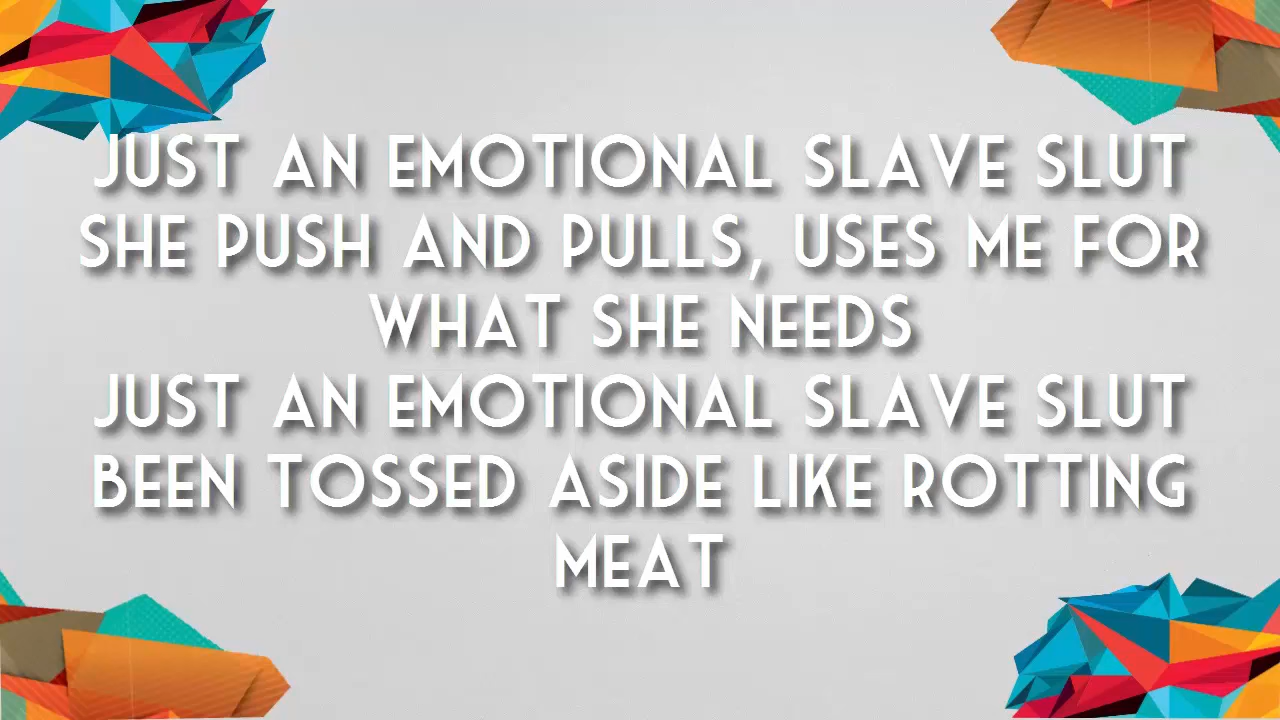 JUST AN EMOTIONAL SLAVE SLUT
SHE PUSH AND PULLS, USES ME FOR
WHAT SHE NEEDS
JUST AN EMOTIONAL SLAVE SLUT
BEEN TOSSED ASIDE LIKE ROTTING
MEAT